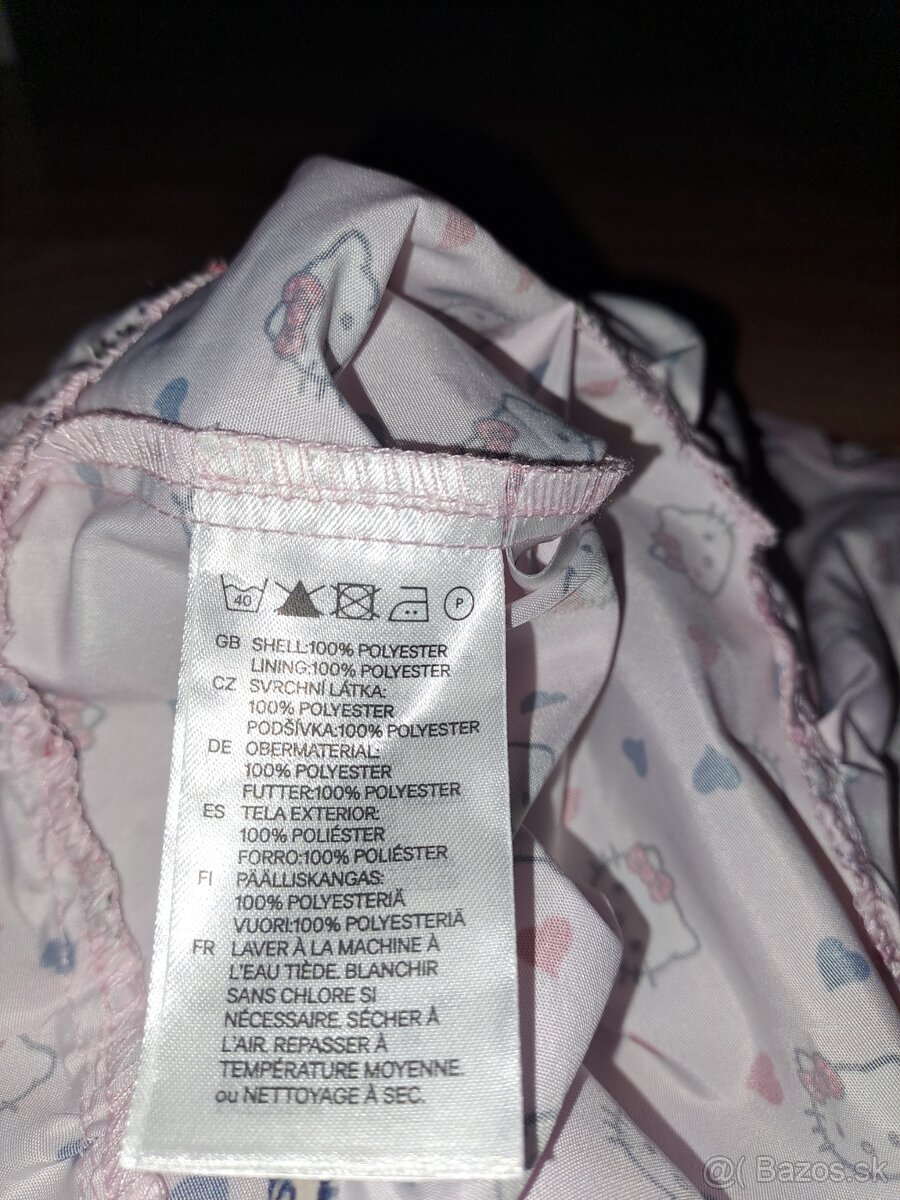 40
P
GB SHELL:100% POLYESTER
LINING:100% POLYESTER
CZ SVRCHNÍ LÁTKA:
100% POLYESTER
PODŠÍVKA:100% POLYESTER
DE OBERMATERIAL:
100% POLYESTER
FUTTER:100% POLYESTER
ES TELA EXTERIOR:
100% POLIÉSTER
FORRO:100% POLIÉSTER
FI PÄÄLLISKANGAS:
100% POLYESTERIÄ
VUORI:100% POLYESTERIÄ
FR LAVER À LA MACHINE À
L'EAU TIÈDE. BLANCHIR
SANS CHLORE SI
NÉCESSAIRE. SÉCHER À
L'AIR. REPASSER À
TEMPÉRATURE MOYENNE.
ou NETTOYAGE À SEC.
@( Bazos.sk